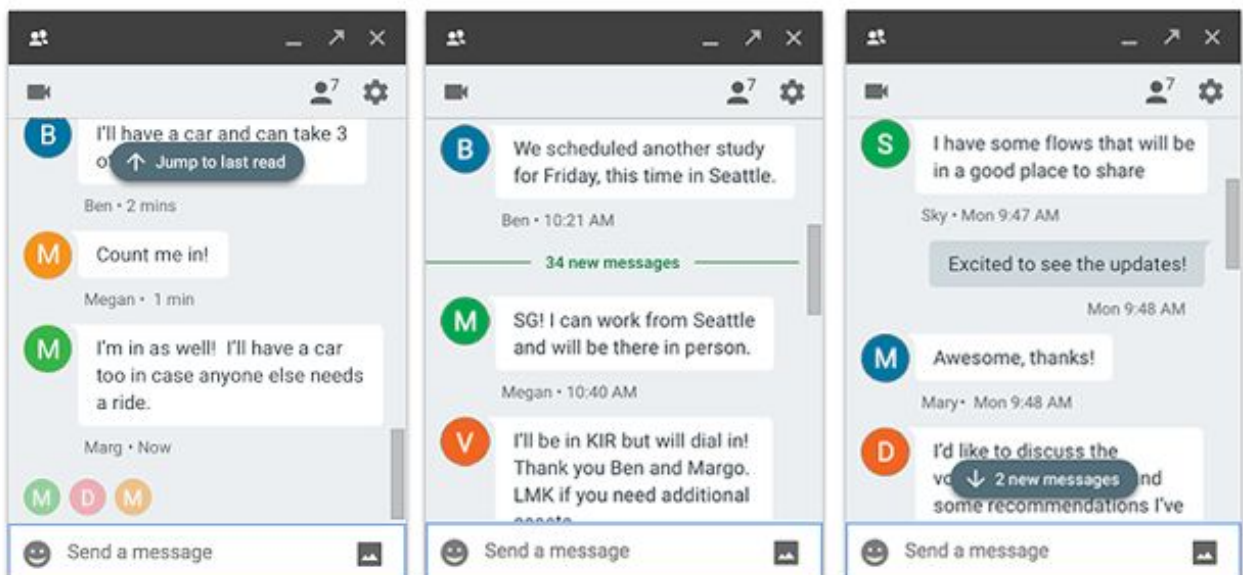 7
B
I'll have a car and can take 3
Jump to last read
Ben • 2 mins
M
Count me in!
Megan • 1 min
M
I'm in as well! I'll have a car
too in case anyone else needs
a ride.
Marg • Now
M D M
Send a message
7
B
We scheduled another study
for Friday, this time in Seattle.
Ben • 10:21 AM
34 new messages
M
SG! I can work from Seattle
and will be there in person.
Megan • 10:40 AM
V
I'll be in KIR but will dial in!
Thank you Ben and Margo.
LMK if you need additional
Send a message
7
S
I have some flows that will be
in a good place to share
Sky • Mon 9:47 AM
Excited to see the updates!
Mon 9:48 AM
M
Awesome, thanks!
Mary• Mon 9:48 AM
D
I'd like to discuss the
2 new messages
some recommendations I've
Send a message